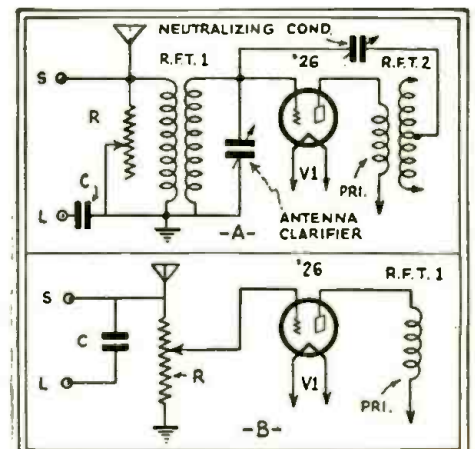 NEUTRALIZING COND.
R.F.T. 1
'26
R.F.T. 2
S
R
C
L
V1
PRI.
ANTENNA
CLARIFIER
-A-
'26
R.F.T. 1
S
C
R
L
V1
PRI.
-B-